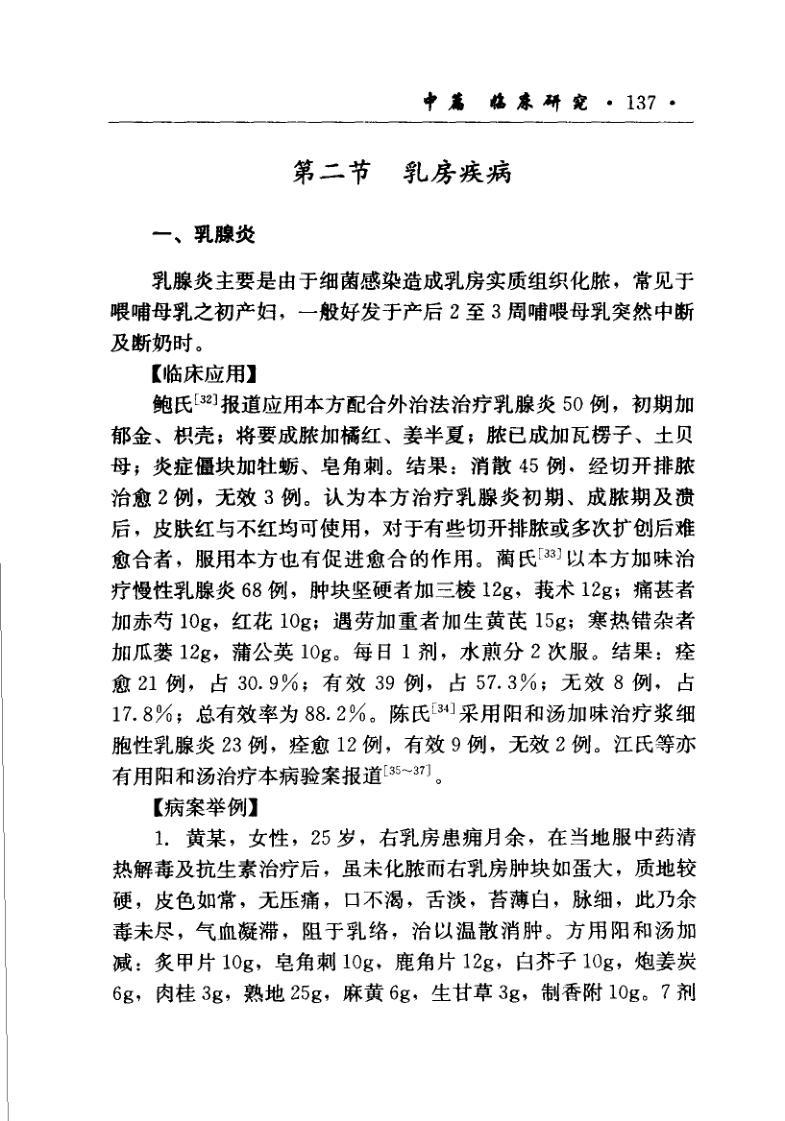 中篇 临床研究 · 137 ·
第二节 乳房疾病
一、乳腺炎
乳腺炎主要是由于细菌感染造成乳房实质组织化脓，常见于
喂哺母乳之初产妇，一般好发于产后 2 至 3 周哺喂母乳突然中断
及断奶时。
【临床应用】
鲍氏[32]报道应用本方配合外治法治疗乳腺炎 50 例，初期加
郁金、枳壳；将要成脓加橘红、姜半夏；脓已成加瓦楞子、土贝
母；炎症僵块加牡蛎、皂角刺。结果：消散 45 例，经切开排脓
治愈 2 例，无效 3 例。认为本方治疗乳腺炎初期、成脓期及溃
后，皮肤红与不红均可使用，对于有些切开排脓或多次扩创后难
愈合者，服用本方也有促进愈合的作用。蔺氏[33]以本方加味治
疗慢性乳腺炎 68 例，肿块坚硬者加三棱 12g，莪术 12g；痛甚者
加赤芍 10g，红花 10g；遇劳加重者加生黄芪 15g；寒热错杂者
加瓜蒌 12g，蒲公英 10g。每日 1 剂，水煎分 2 次服。结果：痊
愈 21 例，占 30.9%；有效 39 例，占 57.3%；无效 8 例，占
17.8%；总有效率为 88.2%。陈氏[34]采用阳和汤加味治疗浆细
胞性乳腺炎 23 例，痊愈 12 例，有效 9 例，无效 2 例。江氏等亦
有用阳和汤治疗本病验案报道[35～37]。
【病案举例】
1. 黄某，女性，25 岁，右乳房患痈月余，在当地服中药清
热解毒及抗生素治疗后，虽未化脓而右乳房肿块如蛋大，质地较
硬，皮色如常，无压痛，口不渴，舌淡，苔薄白，脉细，此乃余
毒未尽，气血凝滞，阻于乳络，治以温散消肿。方用阳和汤加
减：炙甲片 10g，皂角刺 10g，鹿角片 12g，白芥子 10g，炮姜炭
6g，肉桂 3g，熟地 25g，麻黄 6g，生甘草 3g，制香附 10g。7 剂